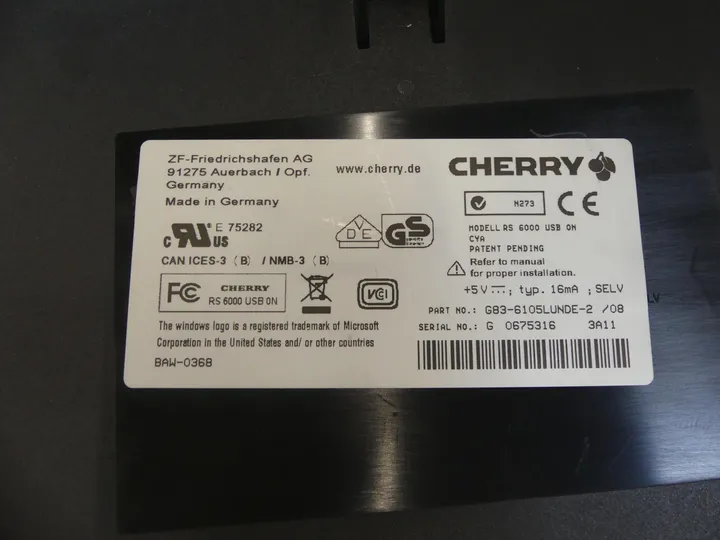 ZF-Friedrichshafen AG
91275 Auerbach / Opf.
Germany
Made in Germany
www.cherry.de
CHERRY
N273
CE
c RU US E 75282
VDE
GS
MODELL RS 6000 USB ON
CYA
PATENT PENDING
CAN ICES-3 (B) / NMB-3 (B)
Refer to manual
for proper installation.
FC CHERRY
RS 6000 USB ON
VCI
+5V ; typ. 16mA ; SELV
PART NO.: G83-6105LUNDE-2 /08
SERIAL NO.: G 0675316 3A11
The windows logo is a registered trademark of Microsoft
Corporation in the United States and/ or other countries
BAW-0368
LV